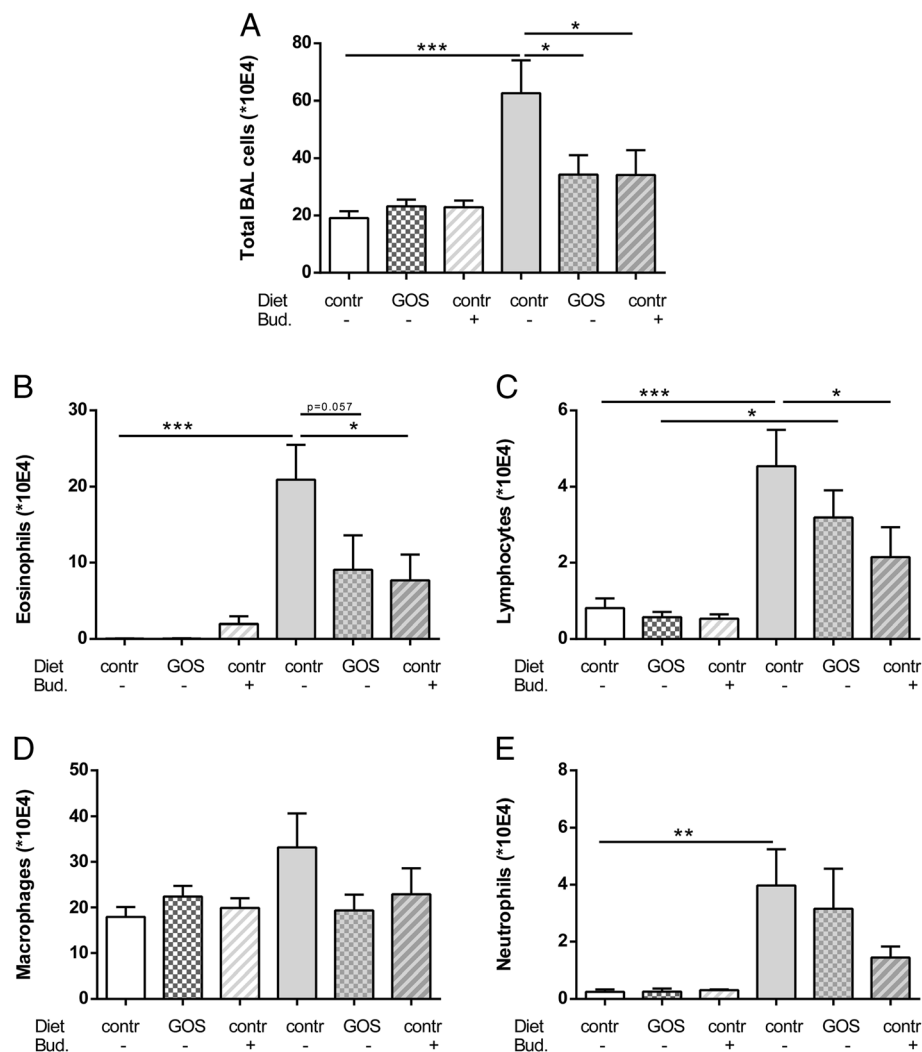 A
Total BAL cells (*10E4)
80
60
40
20
0
***
*
*
Diet contr GOS contr contr GOS contr
Bud. - - + - - +
B
Eosinophils (*10E4)
30
20
10
0
***
p=0.057
*
Diet contr GOS contr contr GOS contr
Bud. - - + - - +
C
Lymphocytes (*10E4)
6
4
2
0
***
*
*
Diet contr GOS contr contr GOS contr
Bud. - - + - - +
D
Macrophages (*10E4)
50
40
30
20
10
0
Diet contr GOS contr contr GOS contr
Bud. - - + - - +
E
Neutrophils (*10E4)
8
6
4
2
0
**
Diet contr GOS contr contr GOS contr
Bud. - - + - - +